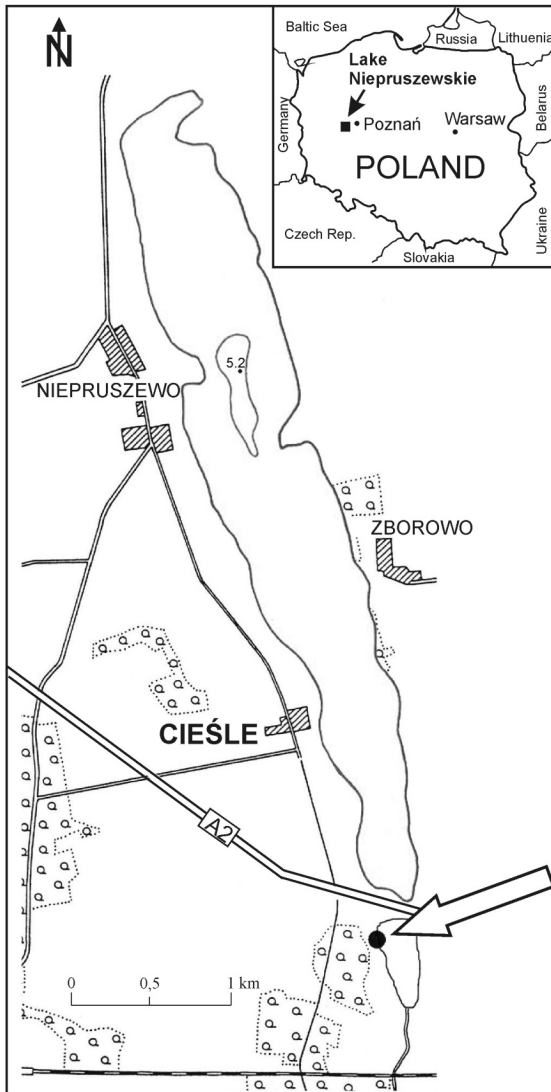 N
Baltic Sea
Russia
Lithuenia
Lake
Niepruszewskie
Germany
Poznań
Warsaw
Belarus
POLAND
Ukraine
Czech Rep.
Slovakia
5.2
NIEPRUSZEWO
ZBOROWO
CIEŚLE
A2
0 0,5 1 km